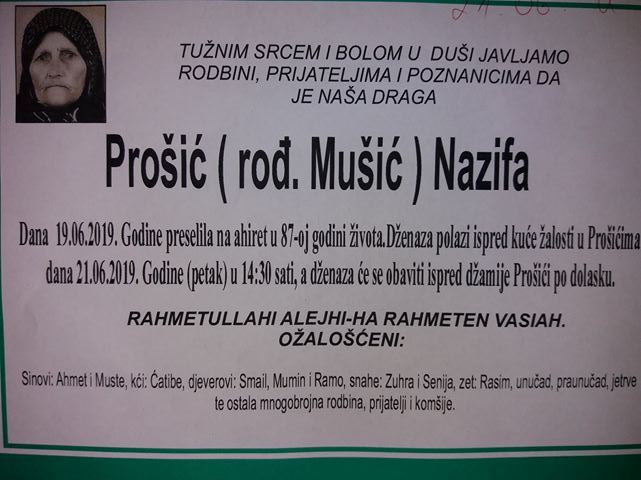 21.06.
TUŽNIM SRCEM I BOLOM U DUŠI JAVLJAMO
RODBINI, PRIJATELJIMA I POZNANICIMA DA
JE NAŠA DRAGA
Prošić ( rođ. Mušić ) Nazifa
Dana 19.06.2019. Godine preselila na ahiret u 87-oj godini života.Dženaza polazi ispred kuće žalosti u Prošićima
dana 21.06.2019. Godine (petak) u 14:30 sati, a dženaza će se obaviti ispred džamije Prošići po dolasku.
RAHMETULLAHI ALEJHI-HA RAHMETEN VASIAH.
OŽALOŠĆENI:
Sinovi: Ahmet i Muste, kći: Ćatibe, djeverovi: Smail, Mumin i Ramo, snahe: Zuhra i Senija, zet: Rasim, unučad, praunučad, jetrve
te ostala mnogobrojna rodbina, prijatelji i komšije.